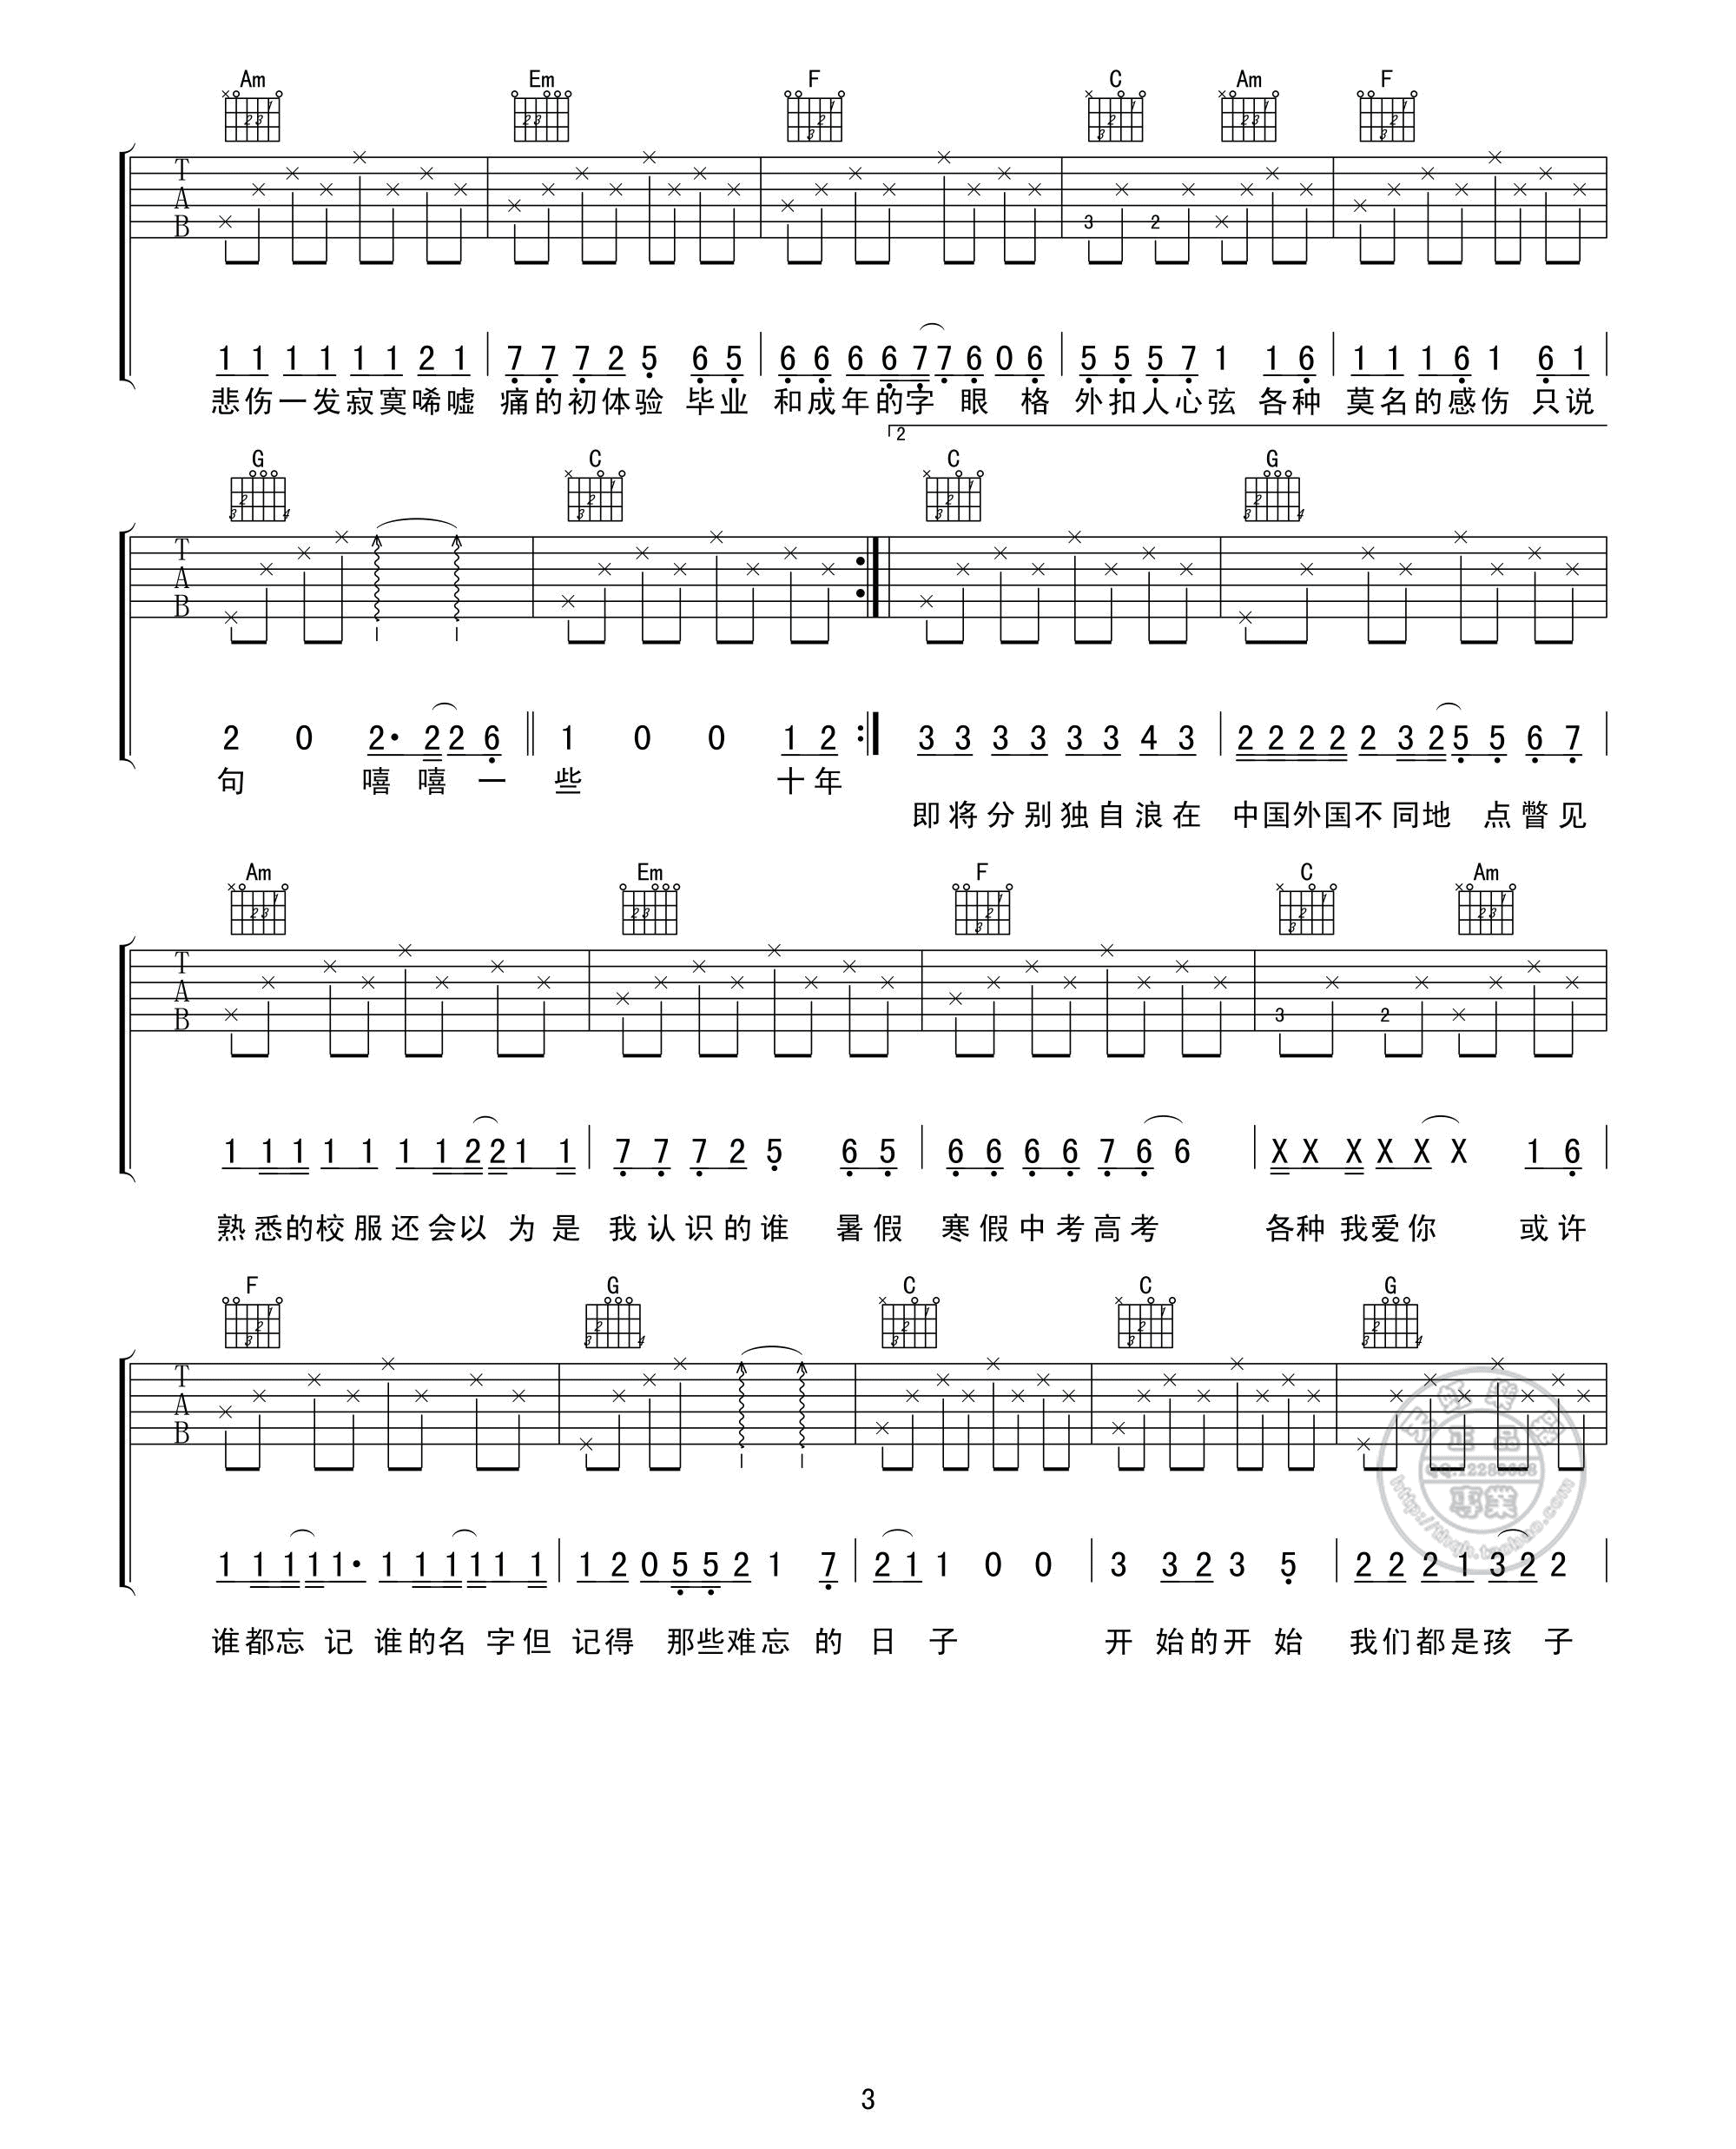 Am Em F C Am F
T
A
B
3 2
1 1 1 1 1 1 2 1 7 7 7 2 5 6 5 6 6 6 6 7 7 6 0 6 5 5 5 7 1 1 6 1 1 1 6 1 6 1
悲伤一发寂寞唏嘘 痛的初体验 毕业 和成年的字 眼 格 外扣人心弦 各种 莫名的感伤 只说
2
G C C G
T
A
B
2 0 2· 2 2 6 1 0 0 1 2 3 3 3 3 3 3 4 3 2 2 2 2 2 3 2 5 5 6 7
句 嘻 嘻 一 些 十年
即将分别独自浪在 中国外国不同地 点瞥见
Am Em F C Am
T
A
B
3 2
1 1 1 1 1 1 1 2 2 1 1 7 7 7 2 5 6 5 6 6 6 6 7 6 6 X X X X X X 1 6
熟悉的校服还会以 为是 我认识的谁 暑假 寒假中考高考 各种我爱你 或许
F G C C G
T
A
B
1 1 1 1 1· 1 1 1 1 1 1 1 2 0 5 5 2 1 7 2 1 1 0 0 3 3 2 3 5 2 2 2 1 3 2 2
谁都忘 记 谁的名 字但 记得 那些难忘 的 日 子 开 始的开 始 我们都是孩 子
正品
专業
3